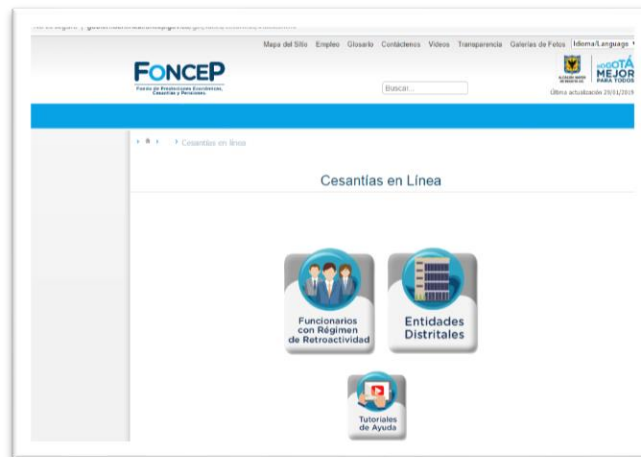 Mapa del Sitio Empleo Glosario Contáctenos Videos Transparencia Galerías de Fotos Idioma/Language
FONCEP
Fondo de Prestaciones Económicas,
Cesantías y Pensiones.
Buscar...
BOGOTÁ
MEJOR
PARA TODOS
Última actualización 29/01/2019
Cesantías en línea
Cesantías en Línea
Funcionarios
con Régimen
de Retroactividad
Entidades
Distritales
Tutoriales
de Ayuda